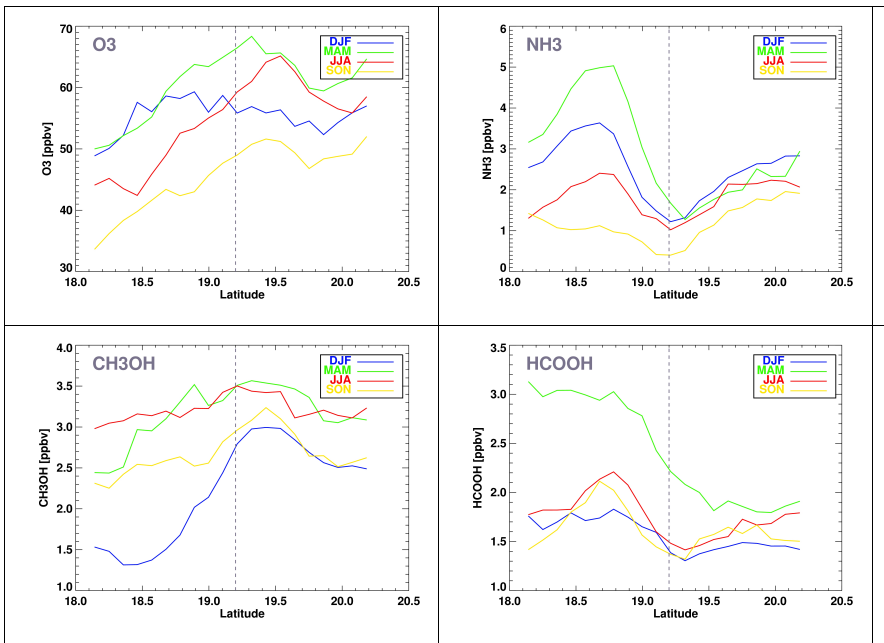 O3
70
60
50
40
30
O3 [ppbv]
DJF
MAM
JJA
SON
18.0 18.5 19.0 19.5 20.0 20.5
Latitude
NH3
6
5
4
3
2
1
0
NH3 [ppbv]
DJF
MAM
JJA
SON
18.0 18.5 19.0 19.5 20.0 20.5
Latitude
CH3OH
4.0
3.5
3.0
2.5
2.0
1.5
1.0
CH3OH [ppbv]
DJF
MAM
JJA
SON
18.0 18.5 19.0 19.5 20.0 20.5
Latitude
HCOOH
3.5
3.0
2.5
2.0
1.5
1.0
HCOOH [ppbv]
DJF
MAM
JJA
SON
18.0 18.5 19.0 19.5 20.0 20.5
Latitude